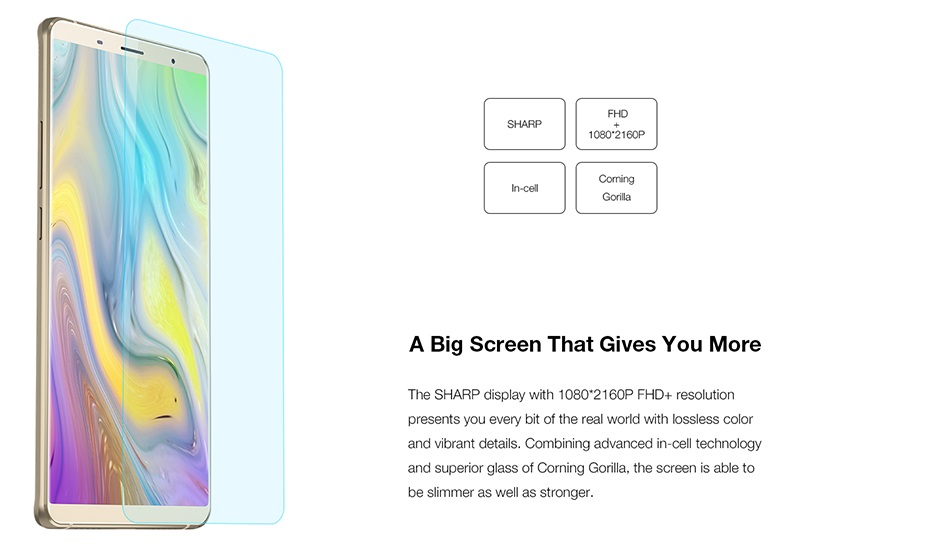 SHARP
FHD
+
1080*2160P
In-cell
Corning
Gorilla
A Big Screen That Gives You More
The SHARP display with 1080*2160P FHD+ resolution
presents you every bit of the real world with lossless color
and vibrant details. Combining advanced in-cell technology
and superior glass of Corning Gorilla, the screen is able to
be slimmer as well as stronger.